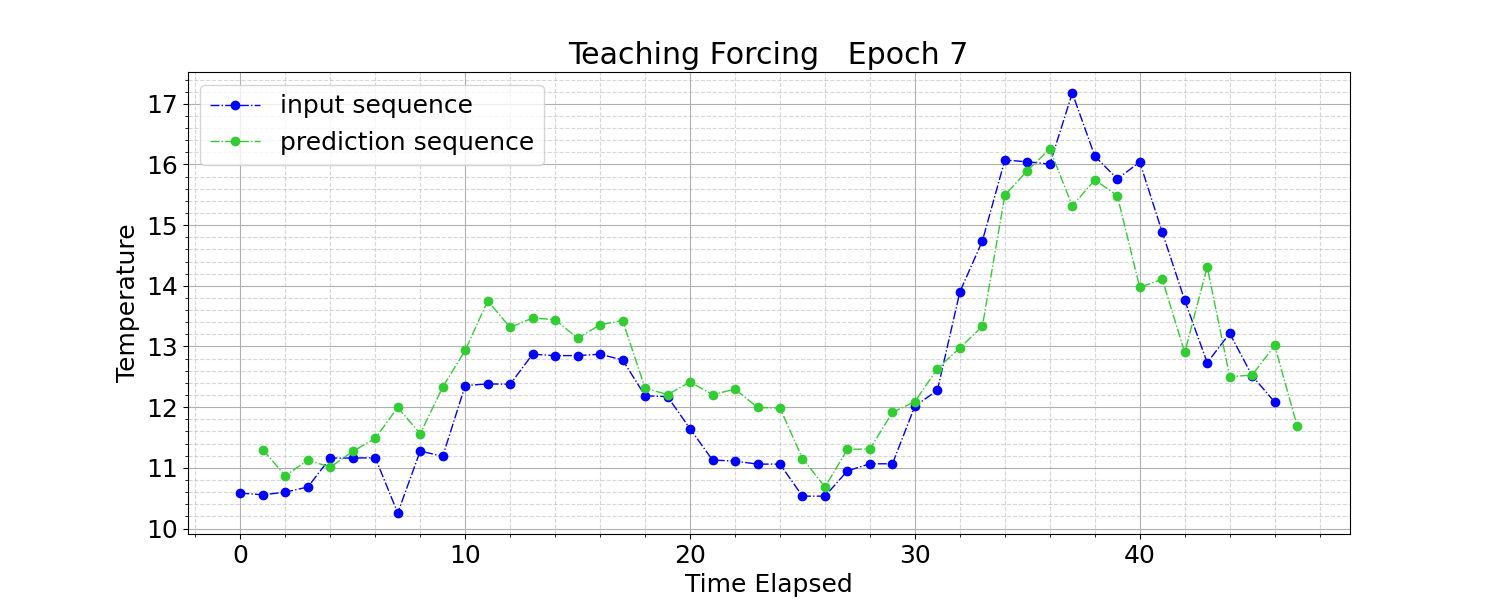 Teaching Forcing   Epoch 7
input sequence
prediction sequence
Temperature
17
16
15
14
13
12
11
10
0 10 20 30 40
Time Elapsed